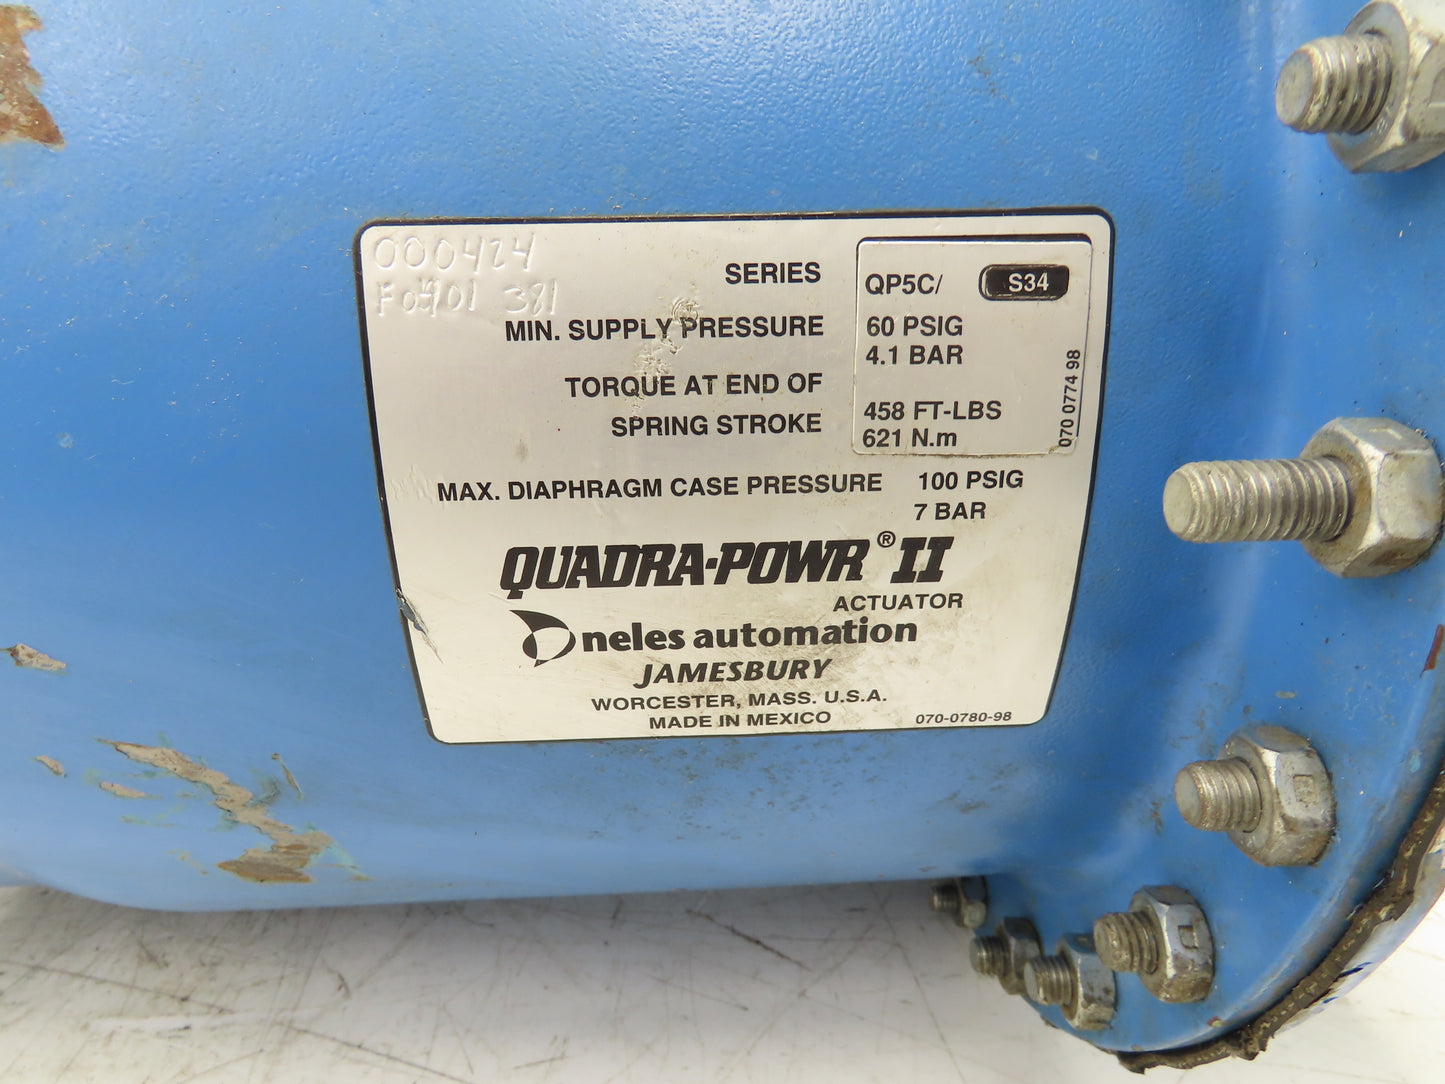 000424
SERIES QP5C/ S34
381
MIN. SUPPLY PRESSURE 60 PSIG
4.1 BAR
TORQUE AT END OF
SPRING STROKE 458 FT-LBS
621 N.m
070 0774 98
MAX. DIAPHRAGM CASE PRESSURE 100 PSIG
7 BAR
QUADRA-POWR® II
ACTUATOR
neles automation
JAMESBURY
WORCESTER, MASS. U.S.A.
MADE IN MEXICO 070-0780-98